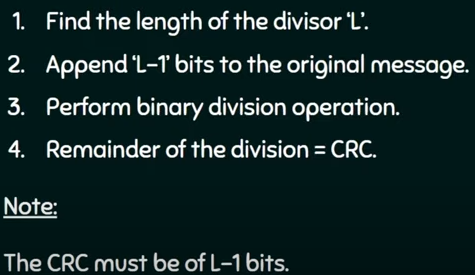 1. Find the length of the divisor ‘L’.
2. Append ‘L–1’ bits to the original message.
3. Perform binary division operation.
4. Remainder of the division = CRC.
Note:
The CRC must be of L–1 bits.